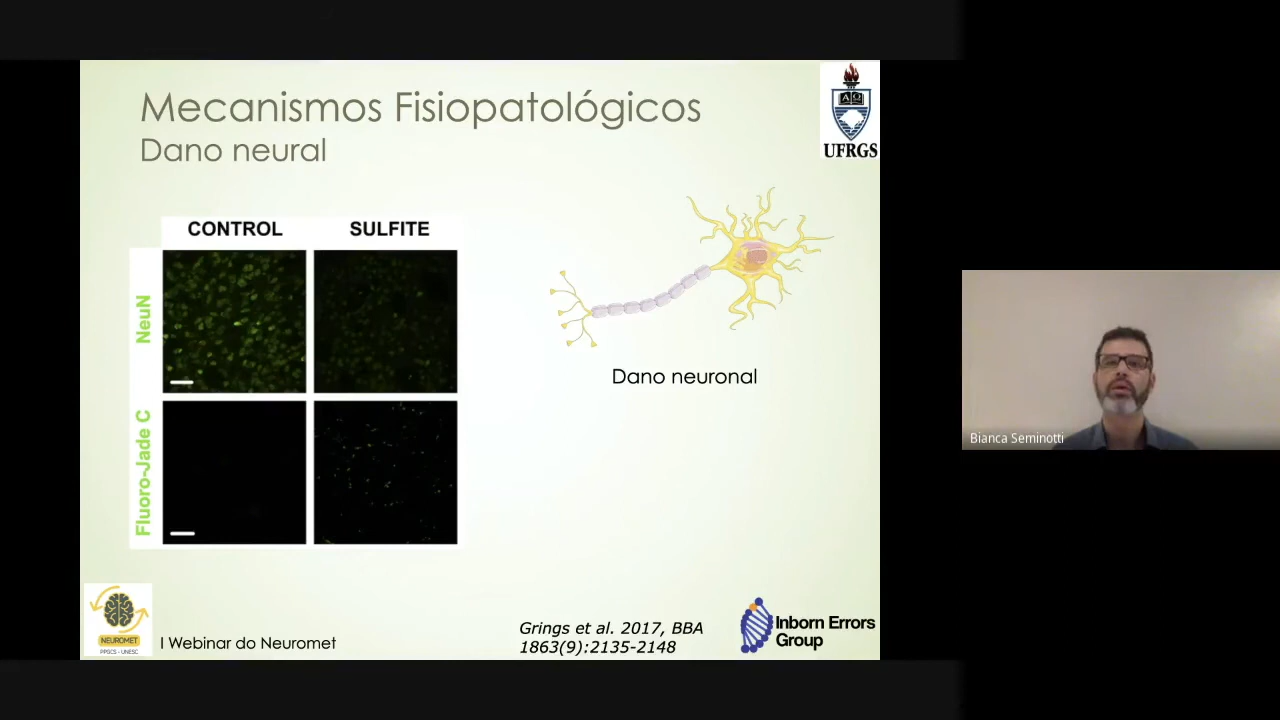 Mecanismos Fisiopatológicos
Dano neural
UFRGS
CONTROL
SULFITE
NeuN
Fluoro-Jade C
Dano neuronal
Bianca Seminotti
NEUROMET
PPGCS - UNESC
I Webinar do Neuromet
Grings et al. 2017, BBA
1863(9):2135-2148
Inborn Errors
Group